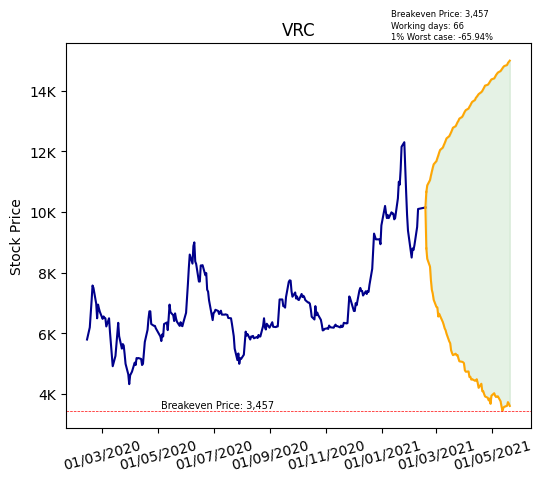 Breakeven Price: 3,457
Working days: 66
1% Worst case: -65.94%
VRC
Stock Price
14K
12K
10K
8K
6K
4K
Breakeven Price: 3,457
01/03/2020
01/05/2020
01/07/2020
01/09/2020
01/11/2020
01/01/2021
01/03/2021
01/05/2021